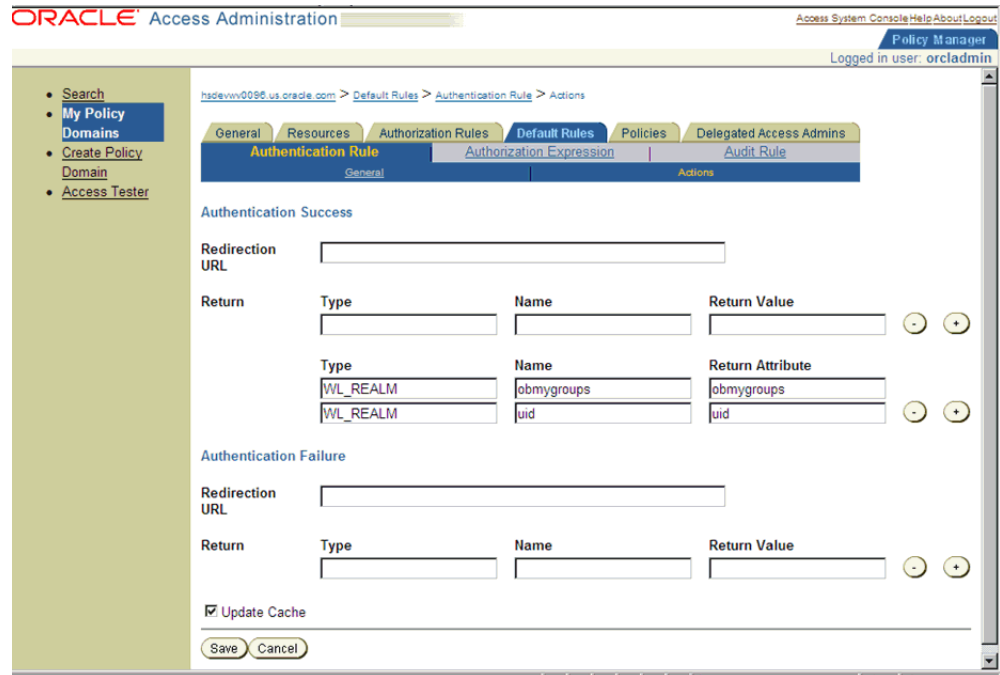 ORACLE Access Administration
Access System Console Help About Logout
Policy Manager
Logged in user: orcladmin
Search
My Policy
Domains
Create Policy
Domain
Access Tester
hsdevwv0096.us.oracle.com > Default Rules > Authentication Rule > Actions
General Resources Authorization Rules Default Rules Policies Delegated Access Admins
Authentication Rule | Authorization Expression | Audit Rule
General Actions
Authentication Success
Redirection
URL
Return Type Name Return Value
- +
Type Name Return Attribute
WL_REALM obmygroups obmygroups
WL_REALM uid uid - +
Authentication Failure
Redirection
URL
Return Type Name Return Value
- +
Update Cache
Save Cancel